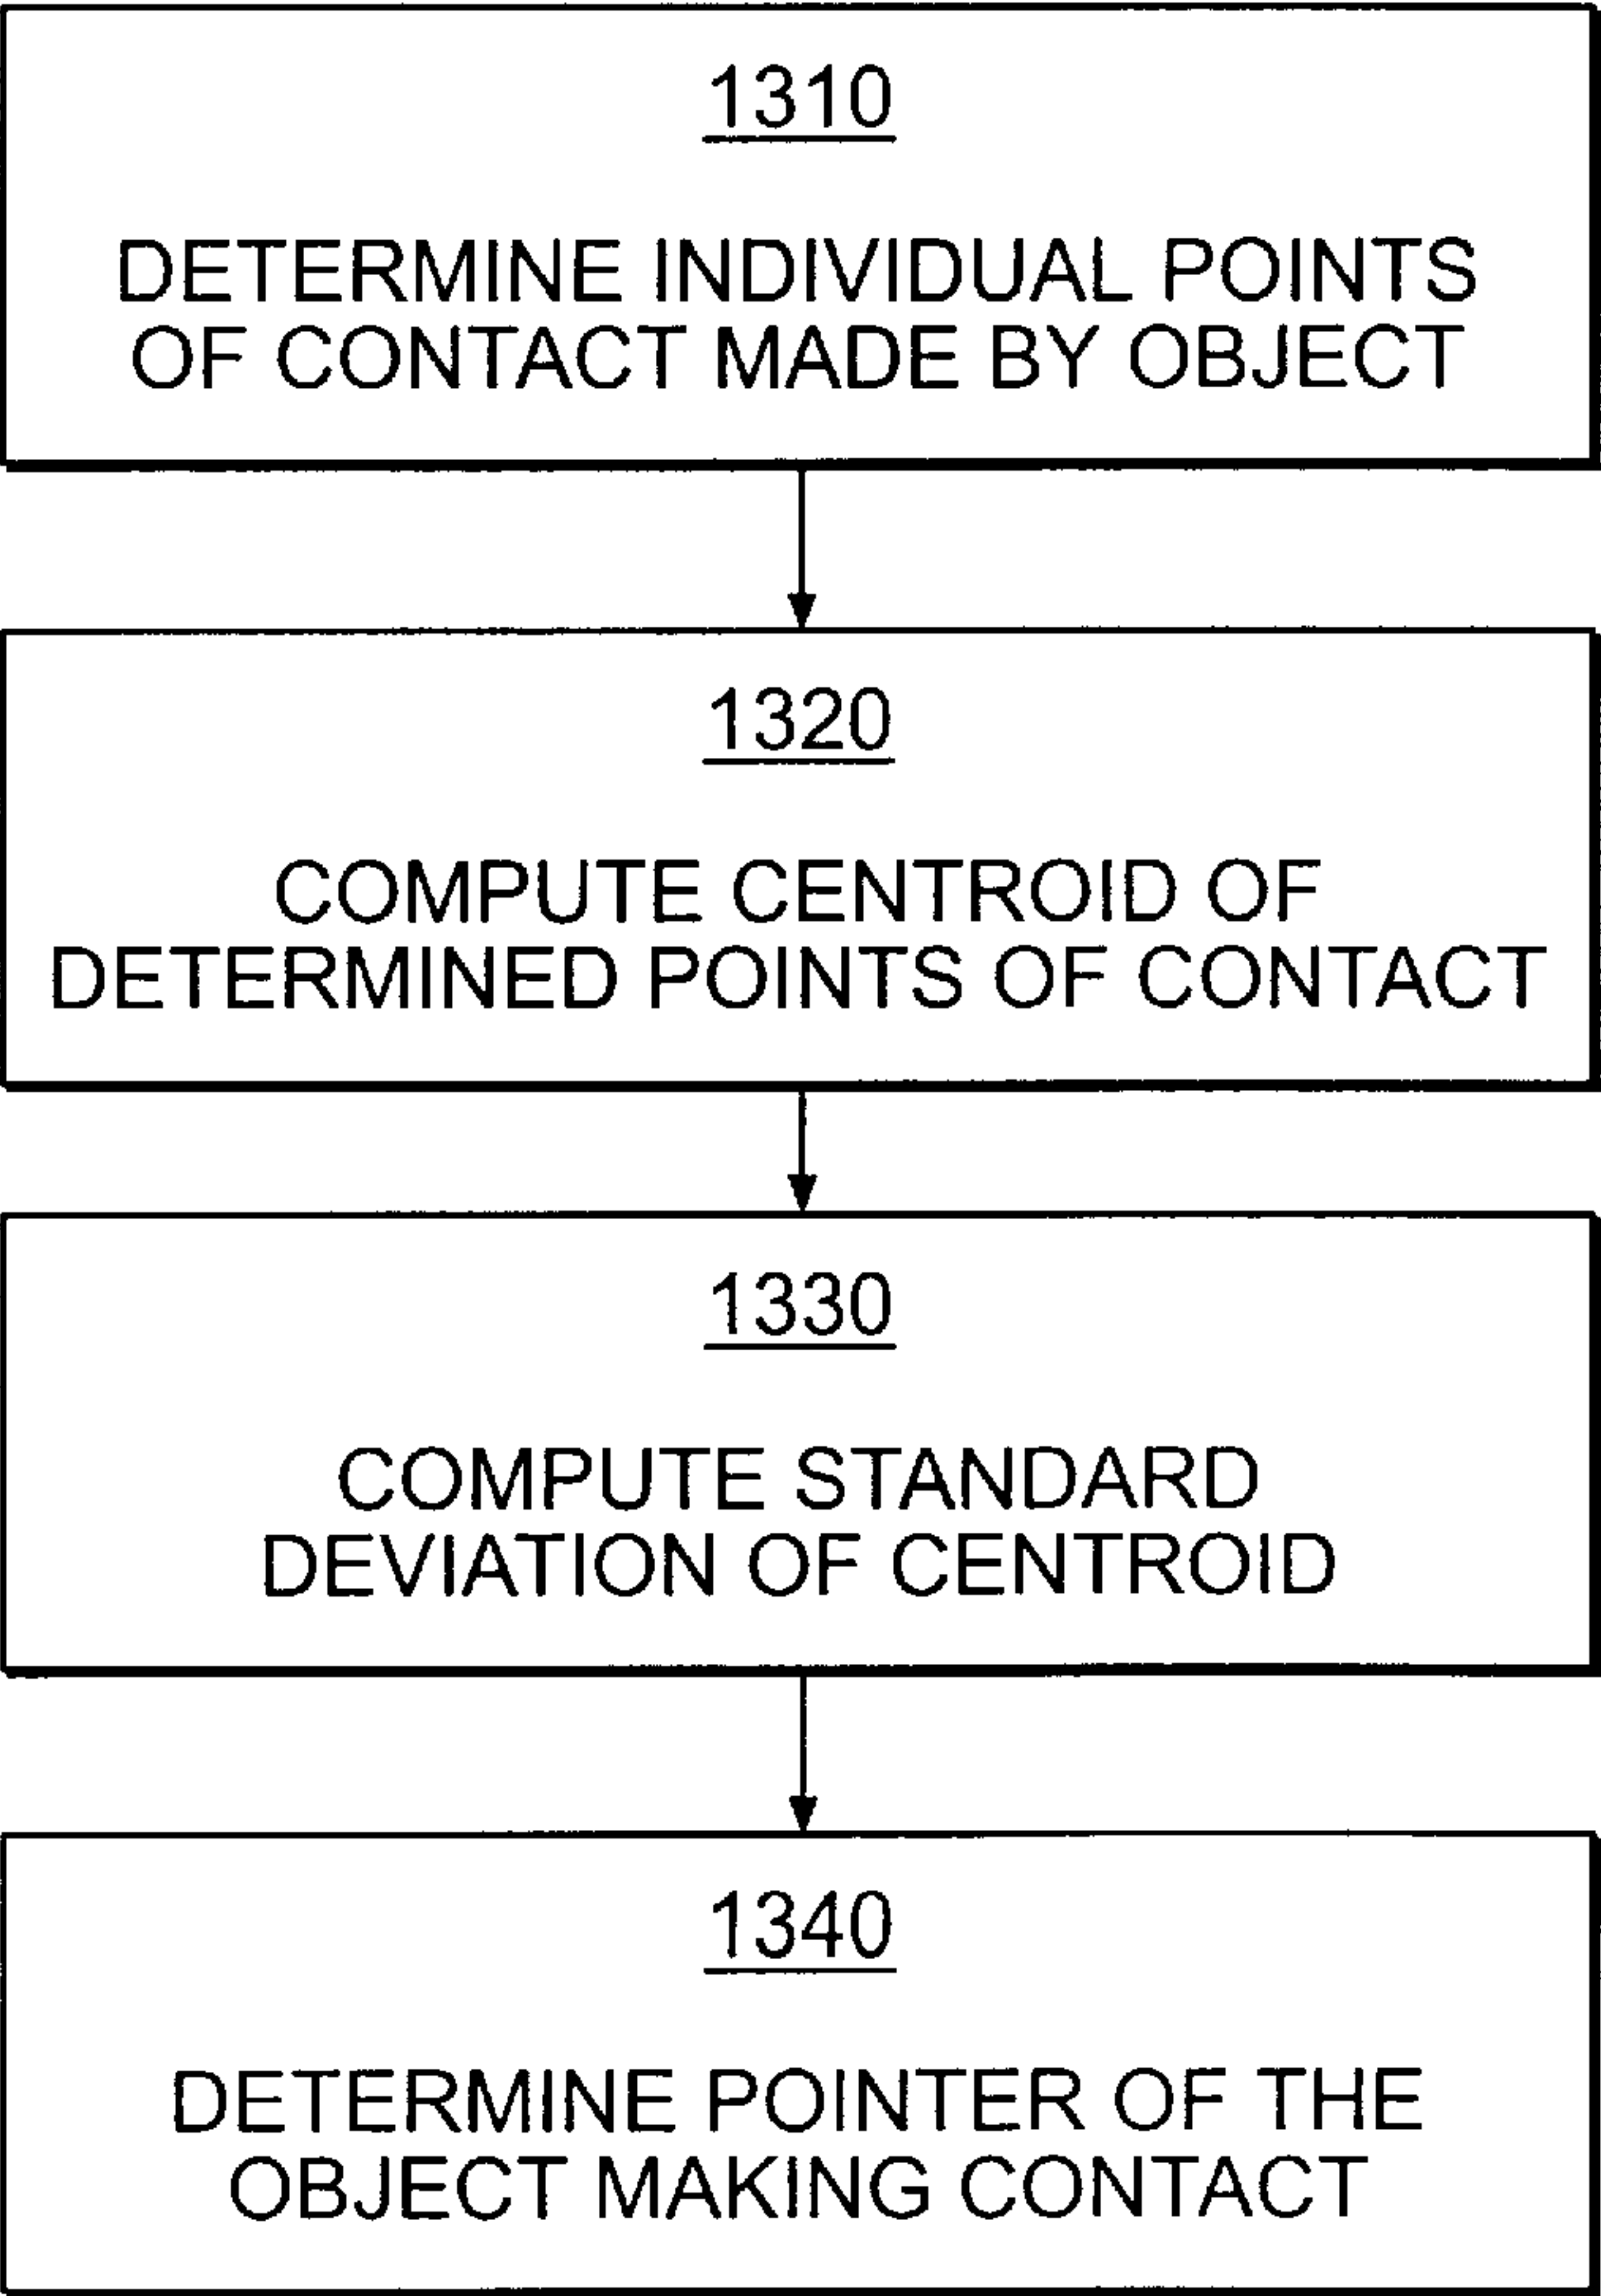 1310
DETERMINE INDIVIDUAL POINTS
OF CONTACT MADE BY OBJECT
1320
COMPUTE CENTROID OF
DETERMINED POINTS OF CONTACT
1330
COMPUTE STANDARD
DEVIATION OF CENTROID
1340
DETERMINE POINTER OF THE
OBJECT MAKING CONTACT